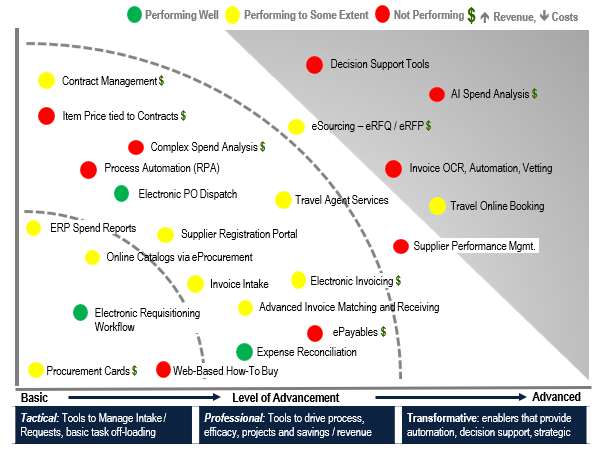 Performing Well Performing to Some Extent Not Performing $ Revenue, Costs
Decision Support Tools
Contract Management $
AI Spend Analysis $
Item Price tied to Contracts $
eSourcing – eRFQ / eRFP $
Complex Spend Analysis $
Process Automation (RPA)
Invoice OCR, Automation, Vetting
Electronic PO Dispatch
Travel Agent Services
Travel Online Booking
ERP Spend Reports
Supplier Registration Portal
Supplier Performance Mgmt.
Online Catalogs via eProcurement
Invoice Intake
Electronic Invoicing $
Advanced Invoice Matching and Receiving
Electronic Requisitioning
Workflow
ePayables $
Expense Reconciliation
Procurement Cards $
Web-Based How-To Buy
Basic Level of Advancement Advanced
Tactical: Tools to Manage Intake /
Requests, basic task off-loading
Professional: Tools to drive process,
efficacy, projects and savings / revenue
Transformative: enablers that provide
automation, decision support, strategic